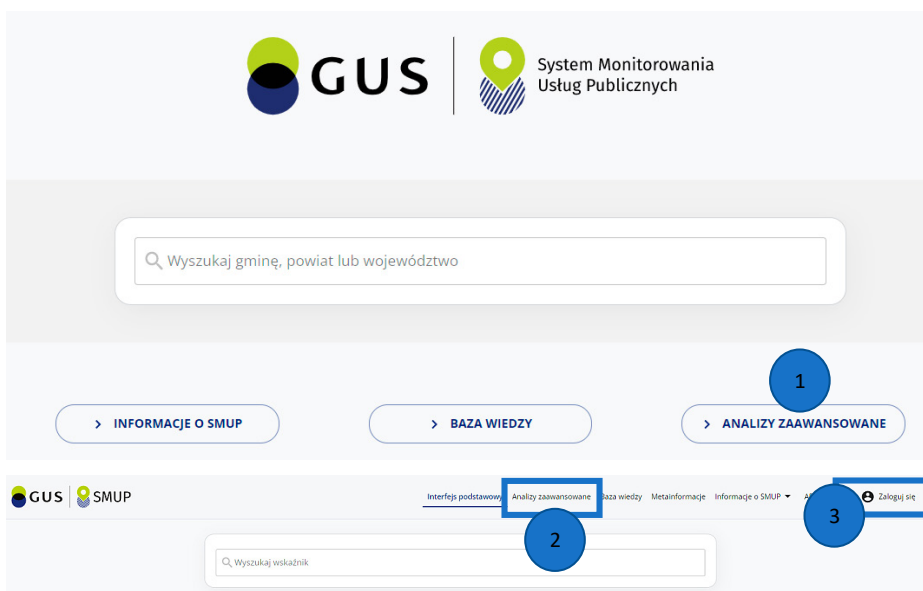 GUS
System Monitorowania
Usług Publicznych
Wyszukaj gminę, powiat lub województwo
1
> INFORMACJE O SMUP
> BAZA WIEDZY
> ANALIZY ZAAWANSOWANE
GUS SMUP
Interfejs podstawowy Analizy zaawansowane Baza wiedzy Metainformacje Informacje o SMUP Zaloguj się
3
2
Wyszukaj wskaźnik